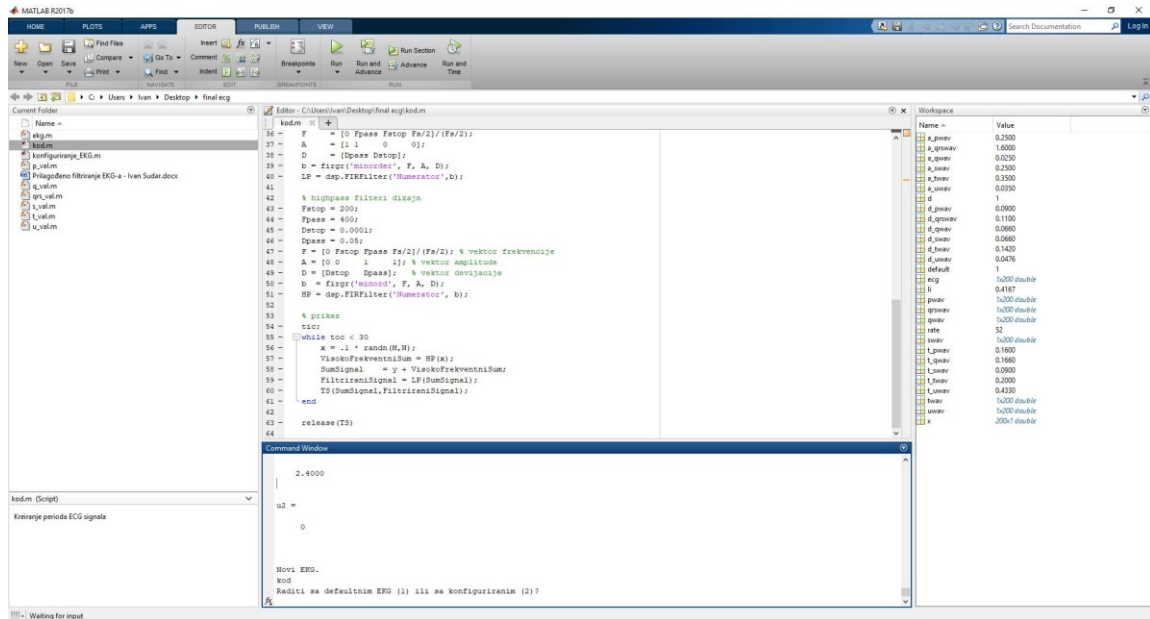 MATLAB R2017b
HOME PLOTS APPS EDITOR PUBLISH VIEW
Search Documentation
Log In
New Open Save
Find Files
Compare
Print
Go To
Find
Insert
Comment
Indent
Breakpoints
Run
Run and Advance
Run Section
Advance
Run and Time
FILE NAVIGATE EDIT BREAKPOINTS RUN
C: Users Ivan Desktop final ecg
Current Folder
Name
ekg.m
kod.m
konfiguriranje_EKG.m
p_val.m
Prilagođeno filtriranje EKG-a - Ivan Sudar.docx
q_val.m
qrs_val.m
s_val.m
t_val.m
u_val.m
kod.m (Script)
Kreiranje perioda ECG signala
Editor - C:\Users\Ivan\Desktop\final ecg\kod.m
kod.m
36 F = [0 Fpass Fstop Fs/2]/(Fs/2);
37 A = [1 1 0 0];
38 D = [Dpass Dstop];
39 b = firgr('minorder', F, A, D);
40 LP = dsp.FIRFilter('Numerator',b);
41
42 % highpass filteri dizajn
43 Fstop = 200;
44 Fpass = 400;
45 Dstop = 0.0001;
46 Dpass = 0.05;
47 F = [0 Fstop Fpass Fs/2]/(Fs/2); % vektor frekvencije
48 A = [0 0 1 1]; % vektor amplitude
49 D = [Dstop Dpass]; % vektor devijacije
50 b = firgr('minord', F, A, D);
51 HP = dsp.FIRFilter('Numerator', b);
52
53 % prikaz
54 tic;
55 while toc < 30
56 x = .1 * randn(M,N);
57 VisokoFrekventniSum = HP(x);
58 SumSignal = y + VisokoFrekventniSum;
59 FiltriraniSignal = LP(SumSignal);
60 TS(SumSignal,FiltriraniSignal);
61 end
62
63 release(TS)
64
Command Window
2.4000
u2 =
0
Novi EKG.
kod
Raditi sa defaultnim EKG (1) ili sa konfiguriranim (2)?
fx
Workspace
Name Value
a_pwav 0.2500
a_qrswav 1.6000
a_qwav 0.0250
a_swav 0.2500
a_twav 0.3500
a_uwav 0.0350
d 1
d_pwav 0.0900
d_qrswav 0.1100
d_qwav 0.0660
d_swav 0.0660
d_twav 0.1420
d_uwav 0.0476
default 1
ecg 1x200 double
li 0.4167
pwav 1x200 double
qrswav 1x200 double
qwav 1x200 double
rate 52
swav 1x200 double
t_pwav 0.1600
t_qwav 0.1660
t_swav 0.0900
t_twav 0.2000
t_uwav 0.4330
twav 1x200 double
uwav 1x200 double
x 200x1 double
Waiting for input